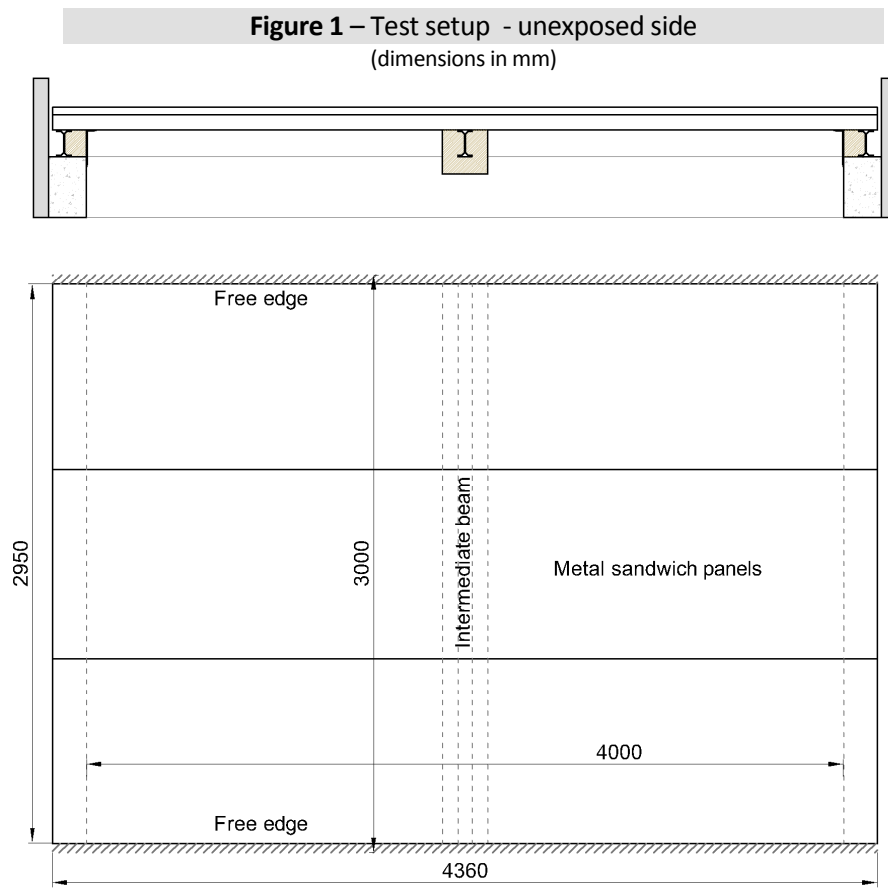 Figure 1 – Test setup - unexposed side
(dimensions in mm)
Free edge
2950
3000
Intermediate beam
Metal sandwich panels
4000
Free edge
4360